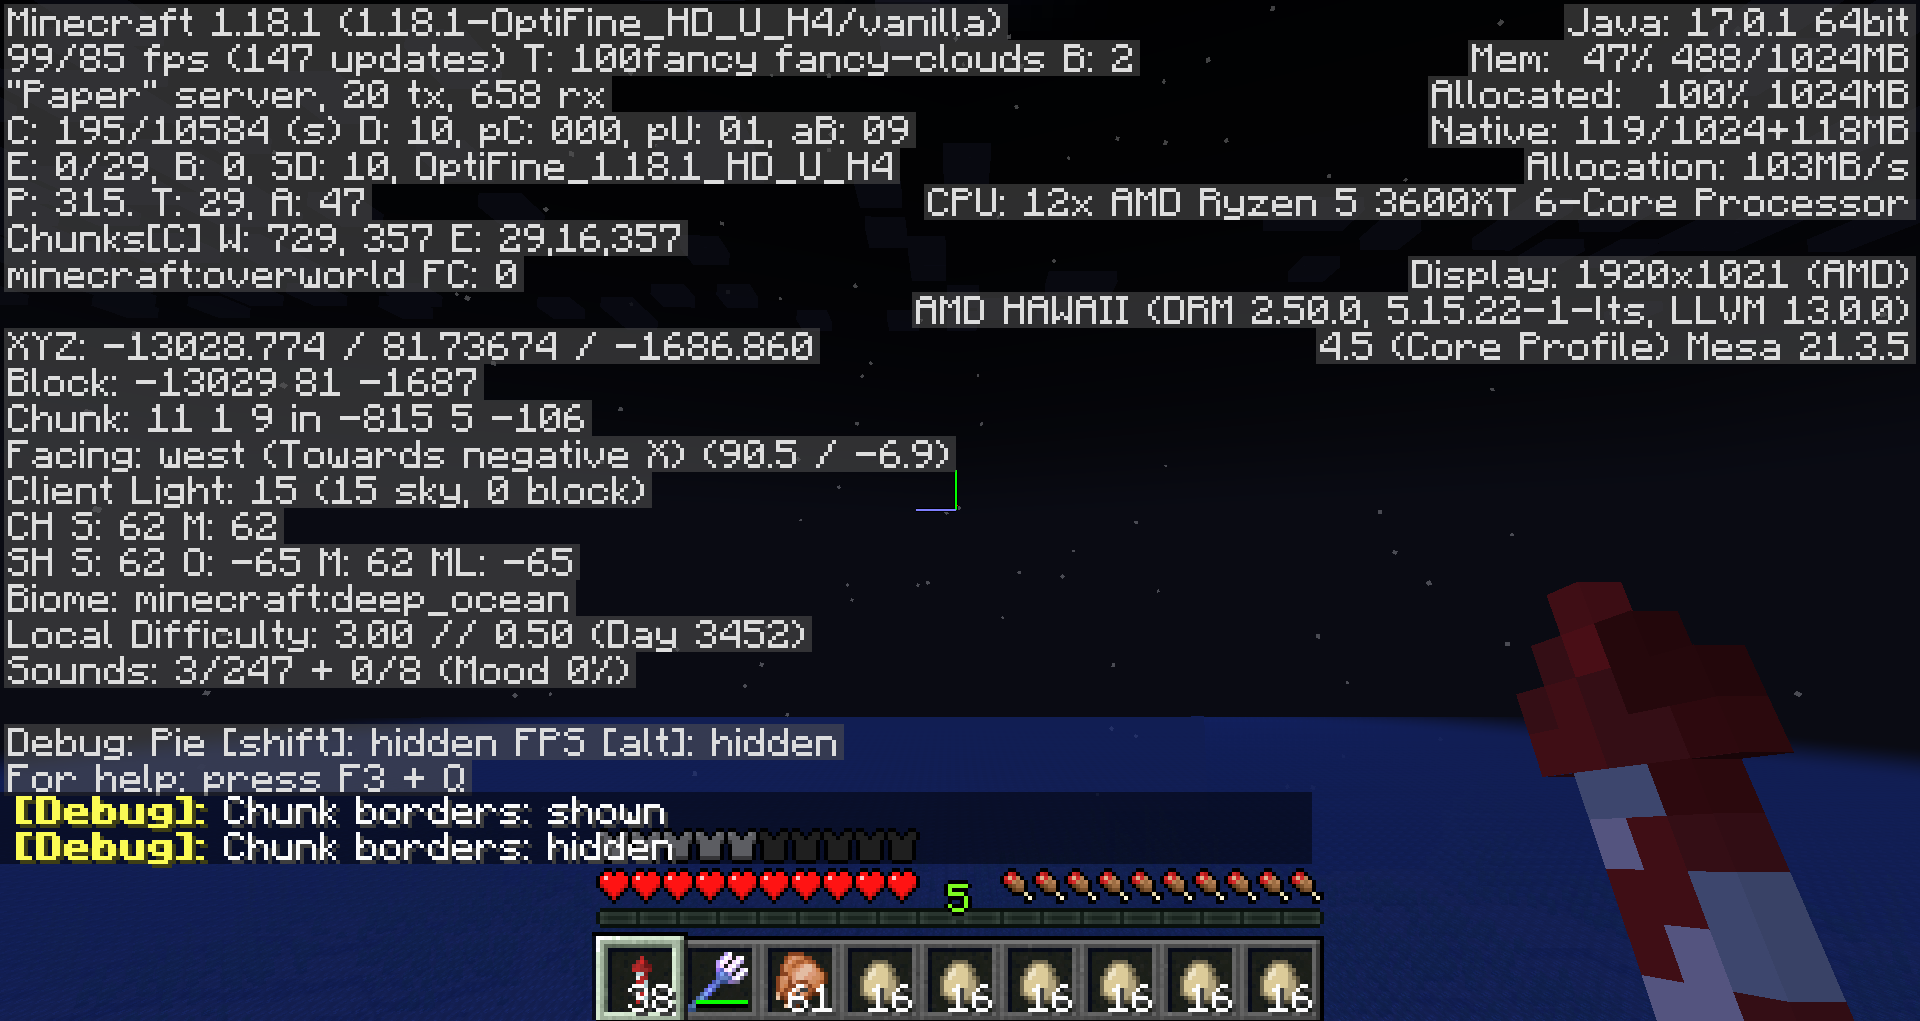 Minecraft 1.18.1 (1.18.1-OptiFine_HD_U_H4/vanilla)
99/85 fps (147 updates) T: 100fancy fancy-clouds B: 2
"Paper" server, 20 tx, 658 rx
C: 195/10584 (s) D: 10, pC: 000, pU: 01, aB: 09
E: 0/29, B: 0, SD: 10, OptiFine_1.18.1_HD_U_H4
P: 315. T: 29, A: 47
Chunks[C] W: 729, 357 E: 29,16,357
minecraft:overworld FC: 0
XYZ: -13028.774 / 81.73674 / -1686.860
Block: -13029 81 -1687
Chunk: 11 1 9 in -815 5 -106
Facing: west (Towards negative X) (90.5 / -6.9)
Client Light: 15 (15 sky, 0 block)
CH S: 62 M: 62
SH S: 62 O: -65 M: 62 ML: -65
Biome: minecraft:deep_ocean
Local Difficulty: 3.00 // 0.50 (Day 3452)
Sounds: 3/247 + 0/8 (Mood 0%)
Debug: Pie [shift]: hidden FPS [alt]: hidden
For help: press F3 + Q
Java: 17.0.1 64bit
Mem: 47% 488/1024MB
Allocated: 100% 1024MB
Native: 119/1024+118MB
Allocation: 103MB/s
CPU: 12x AMD Ryzen 5 3600XT 6-Core Processor
Display: 1920x1021 (AMD)
AMD HAWAII (DRM 2.50.0, 5.15.22-1-lts, LLVM 13.0.0)
4.5 (Core Profile) Mesa 21.3.5
[Debug]: Chunk borders: shown
[Debug]: Chunk borders: hidden
5
38 61 16 16 16 16 16 16